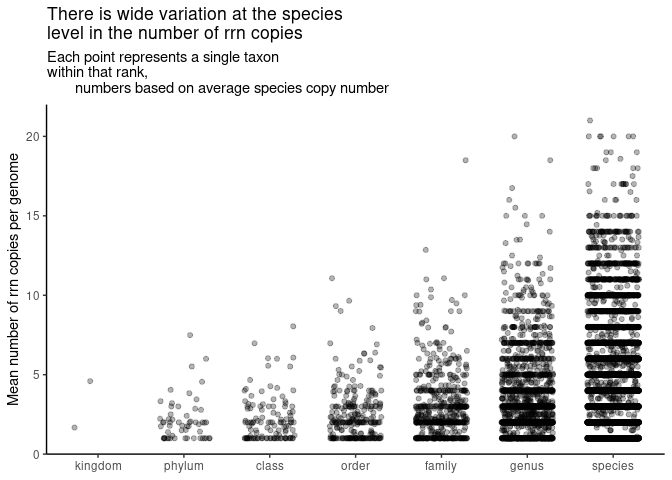 There is wide variation at the species
level in the number of rrn copies
Each point represents a single taxon
within that rank,
numbers based on average species copy number
Mean number of rrn copies per genome
20
15
10
5
0
kingdom phylum class order family genus species